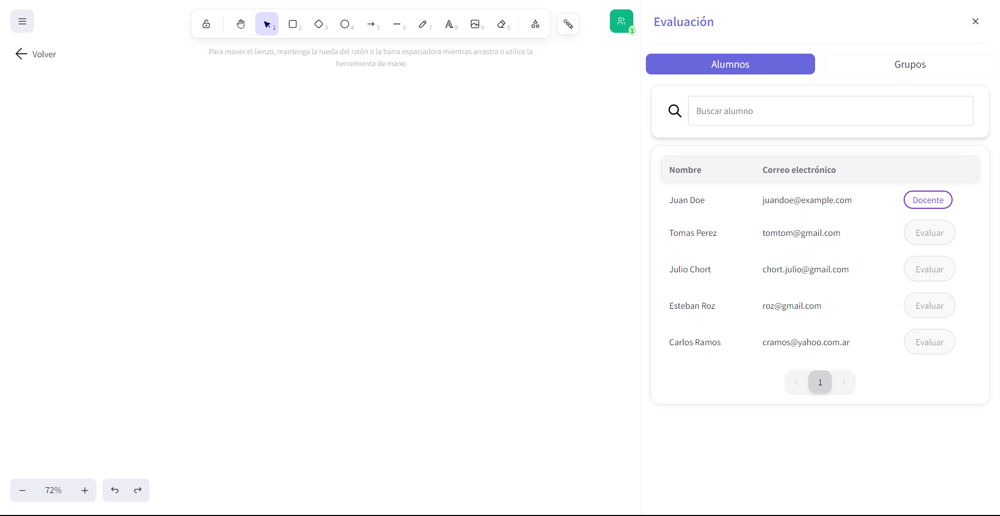 1
2
3
4
5
6
7
8
9
0
1
Volver
Para mover el lienzo, mantenga la rueda del ratón o la barra espaciadora mientras arrastra o utilice la
herramienta de mano
72%
Evaluación
Alumnos Grupos
Buscar alumno
Nombre Correo electrónico
Juan Doe juandoe@example.com Docente
Tomas Perez tomtom@gmail.com Evaluar
Julio Chort chort.julio@gmail.com Evaluar
Esteban Roz roz@gmail.com Evaluar
Carlos Ramos cramos@yahoo.com.ar Evaluar
1